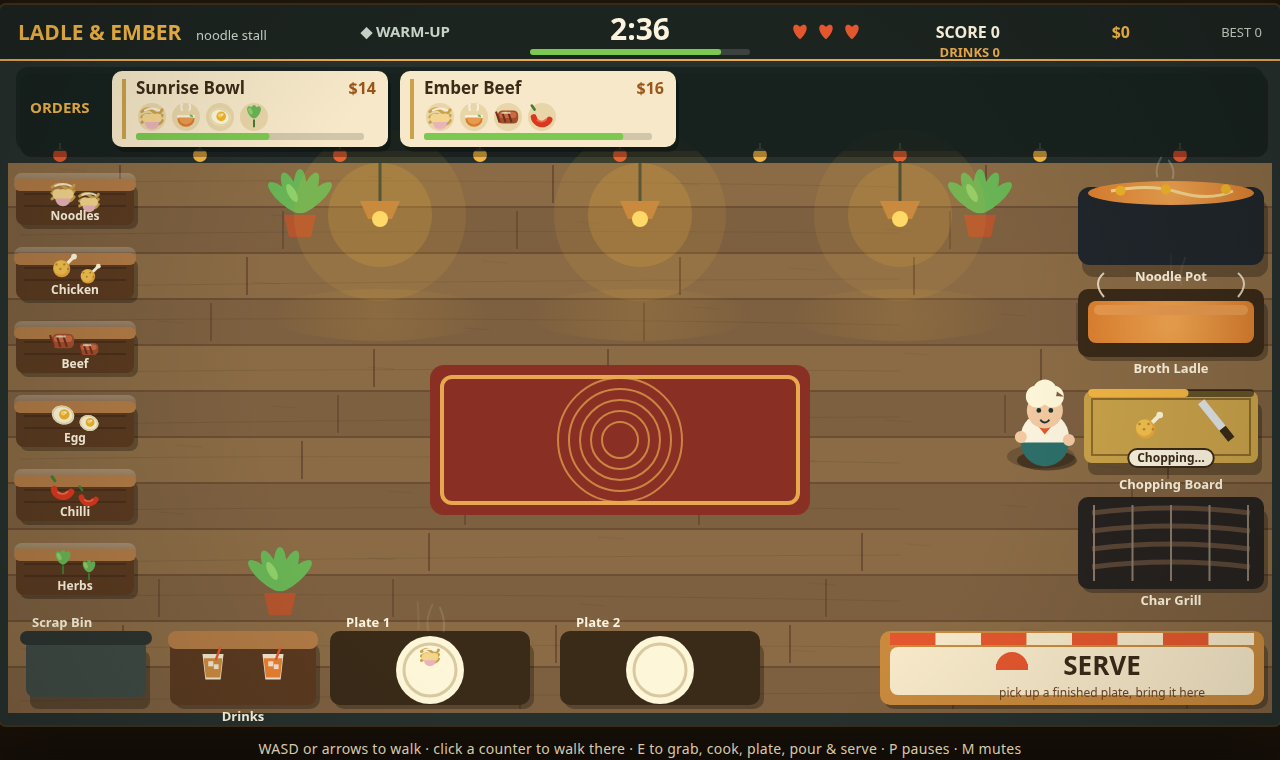 LADLE & EMBER noodle stall ◆ WARM-UP 2:36 SCORE 0 $0 BEST 0
DRINKS 0
ORDERS
Sunrise Bowl $14
Ember Beef $16
Noodles
Chicken
Beef
Egg
Chilli
Herbs
Noodle Pot
Broth Ladle
Chopping...
Chopping Board
Char Grill
Scrap Bin
Drinks
Plate 1
Plate 2
SERVE
pick up a finished plate, bring it here
WASD or arrows to walk · click a counter to walk there · E to grab, cook, plate, pour & serve · P pauses · M mutes